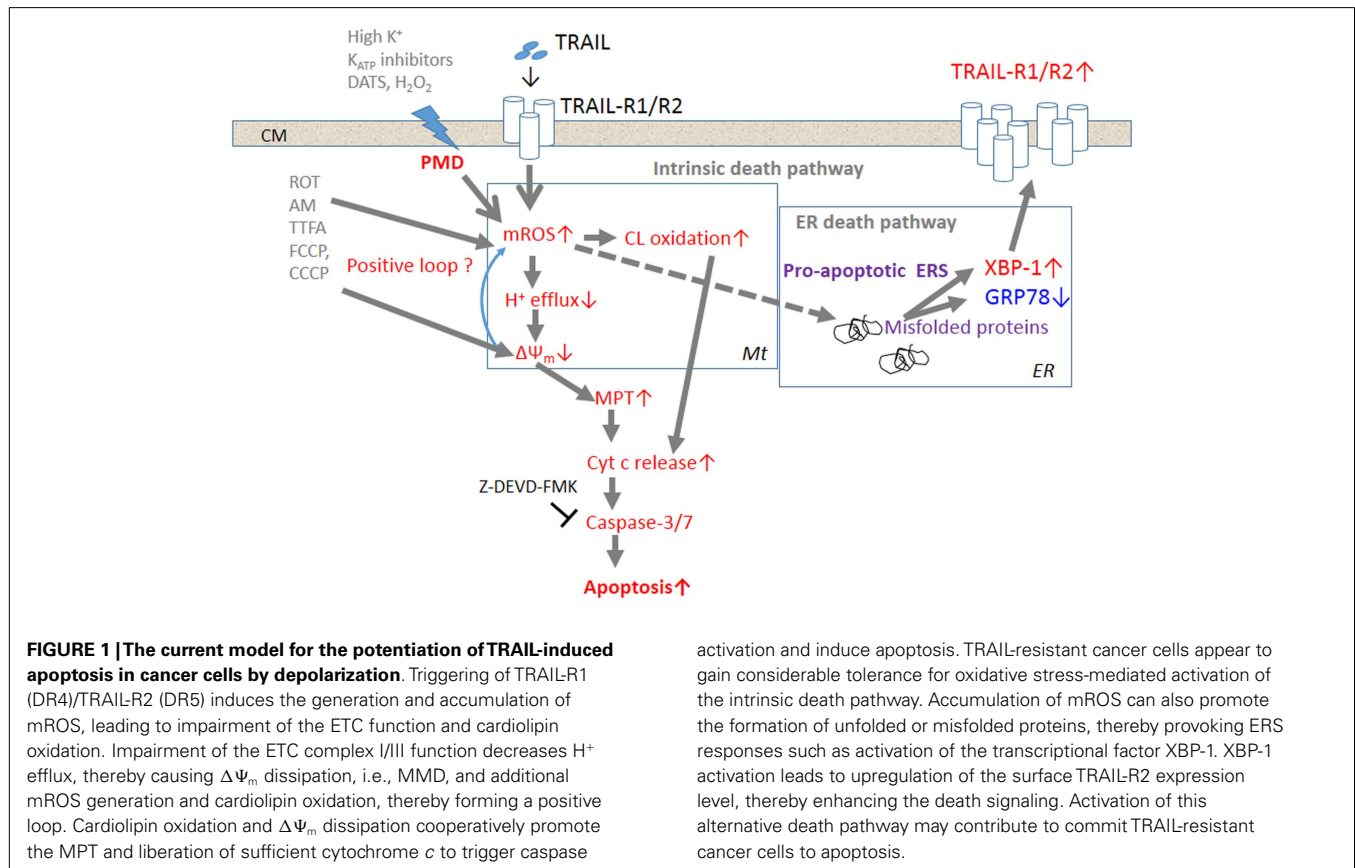 High K⁺
K_ATP inhibitors
DATS, H₂O₂
TRAIL
TRAIL-R1/R2
TRAIL-R1/R2↑
CM
PMD
Intrinsic death pathway
ROT
AM
TTFA
FCCP,
CCCP
Positive loop ?
mROS↑
CL oxidation↑
H⁺ efflux↓
ΔΨm↓
Mt
ER death pathway
Pro-apoptotic ERS
XBP-1↑
GRP78↓
Misfolded proteins
ER
MPT↑
Cyt c release↑
Z-DEVD-FMK
Caspase-3/7
Apoptosis↑
FIGURE 1 | The current model for the potentiation of TRAIL-induced
apoptosis in cancer cells by depolarization. Triggering of TRAIL-R1
(DR4)/TRAIL-R2 (DR5) induces the generation and accumulation of
mROS, leading to impairment of the ETC function and cardiolipin
oxidation. Impairment of the ETC complex I/III function decreases H⁺
efflux, thereby causing ΔΨm dissipation, i.e., MMD, and additional
mROS generation and cardiolipin oxidation, thereby forming a positive
loop. Cardiolipin oxidation and ΔΨm dissipation cooperatively promote
the MPT and liberation of sufficient cytochrome c to trigger caspase
activation and induce apoptosis. TRAIL-resistant cancer cells appear to
gain considerable tolerance for oxidative stress-mediated activation of
the intrinsic death pathway. Accumulation of mROS can also promote
the formation of unfolded or misfolded proteins, thereby provoking ERS
responses such as activation of the transcriptional factor XBP-1. XBP-1
activation leads to upregulation of the surface TRAIL-R2 expression
level, thereby enhancing the death signaling. Activation of this
alternative death pathway may contribute to commit TRAIL-resistant
cancer cells to apoptosis.